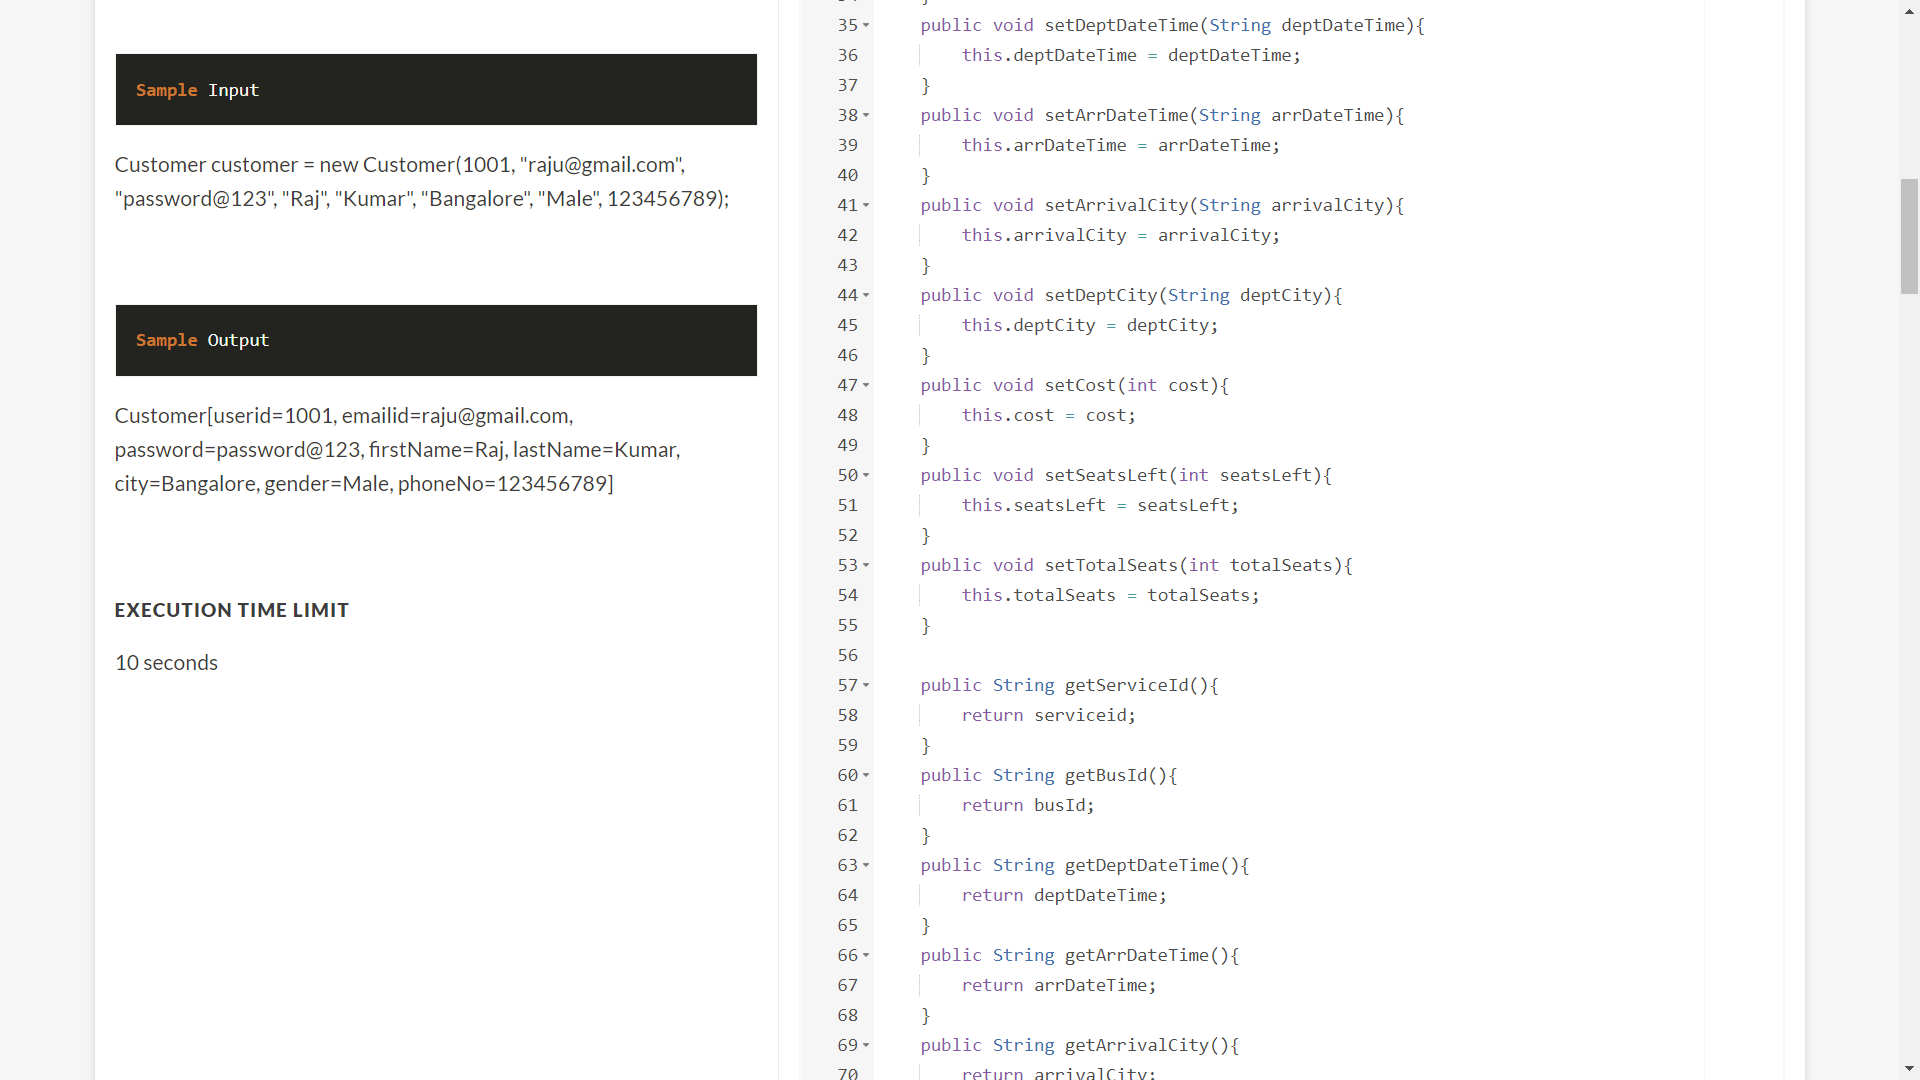 Sample Input
Customer customer = new Customer(1001, "raju@gmail.com",
"password@123", "Raj", "Kumar", "Bangalore", "Male", 123456789);
Sample Output
Customer[userid=1001, emailid=raju@gmail.com,
password=password@123, firstName=Raj, lastName=Kumar,
city=Bangalore, gender=Male, phoneNo=123456789]
EXECUTION TIME LIMIT
10 seconds
35 public void setDeptDateTime(String deptDateTime){
36 this.deptDateTime = deptDateTime;
37 }
38 public void setArrDateTime(String arrDateTime){
39 this.arrDateTime = arrDateTime;
40 }
41 public void setArrivalCity(String arrivalCity){
42 this.arrivalCity = arrivalCity;
43 }
44 public void setDeptCity(String deptCity){
45 this.deptCity = deptCity;
46 }
47 public void setCost(int cost){
48 this.cost = cost;
49 }
50 public void setSeatsLeft(int seatsLeft){
51 this.seatsLeft = seatsLeft;
52 }
53 public void setTotalSeats(int totalSeats){
54 this.totalSeats = totalSeats;
55 }
56
57 public String getServiceId(){
58 return serviceid;
59 }
60 public String getBusId(){
61 return busId;
62 }
63 public String getDeptDateTime(){
64 return deptDateTime;
65 }
66 public String getArrDateTime(){
67 return arrDateTime;
68 }
69 public String getArrivalCity(){
70 return arrivalCity;